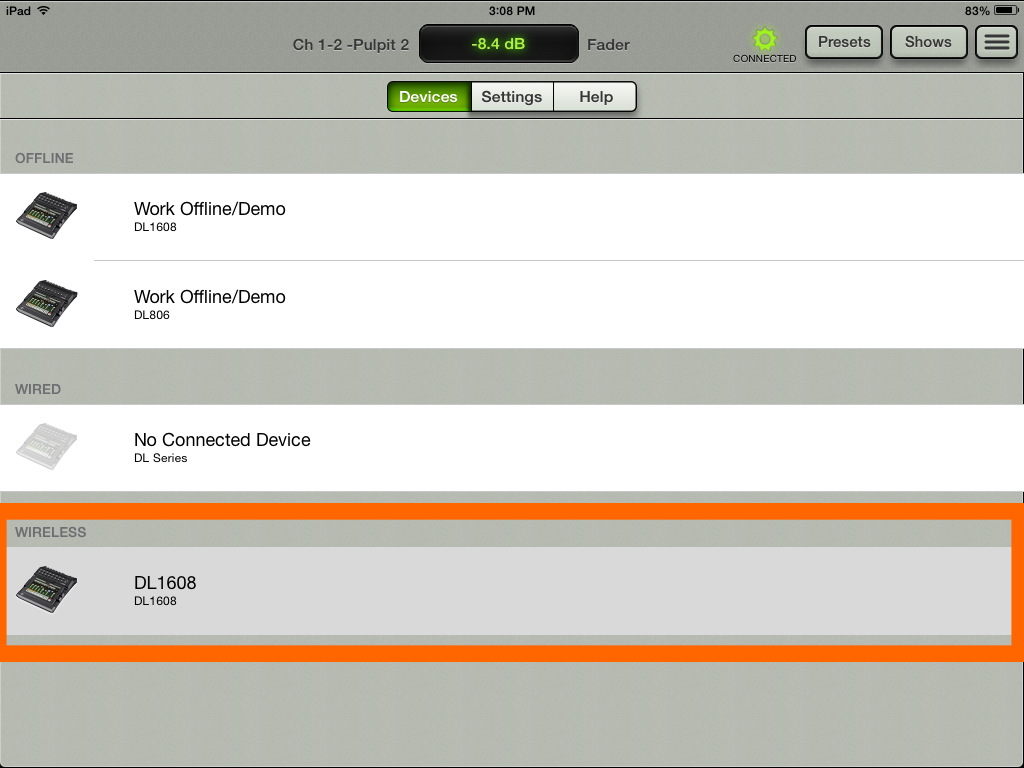 iPad 3:08 PM 83%
Ch 1-2 -Pulpit 2 -8.4 dB Fader CONNECTED Presets Shows
Devices Settings Help
OFFLINE
Work Offline/Demo
DL1608
Work Offline/Demo
DL806
WIRED
No Connected Device
DL Series
WIRELESS
DL1608
DL1608